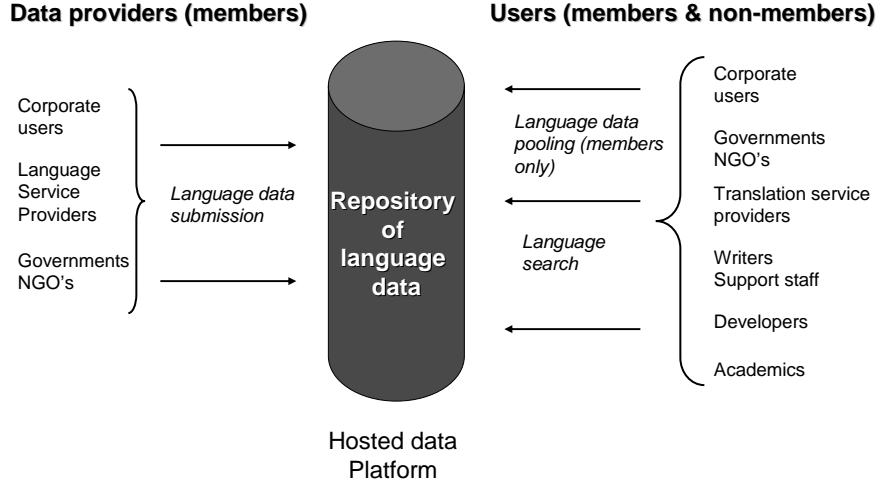 Data providers (members)
Users (members & non-members)
Corporate
users
Language
Service
Providers
Governments
NGO's
Language data
submission
Repository
of
language
data
Hosted data
Platform
Language data
pooling (members
only)
Language
search
Corporate
users
Governments
NGO's
Translation service
providers
Writers
Support staff
Developers
Academics